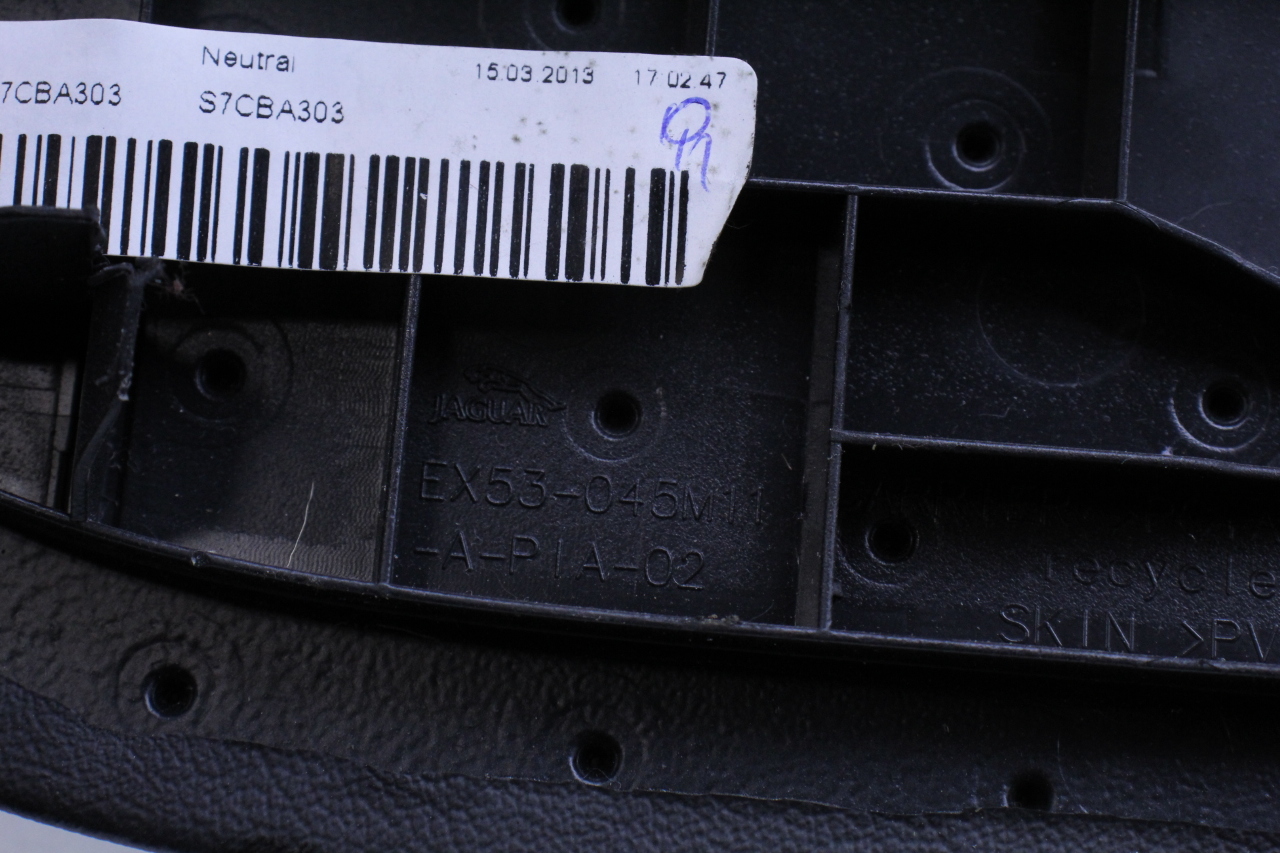 Neutral 15.03.2013 17:02:47
7CBA303 S7CBA303
JAGUAR
EX53-045M11
-A-PIA-02
recycle
SKIN >PV